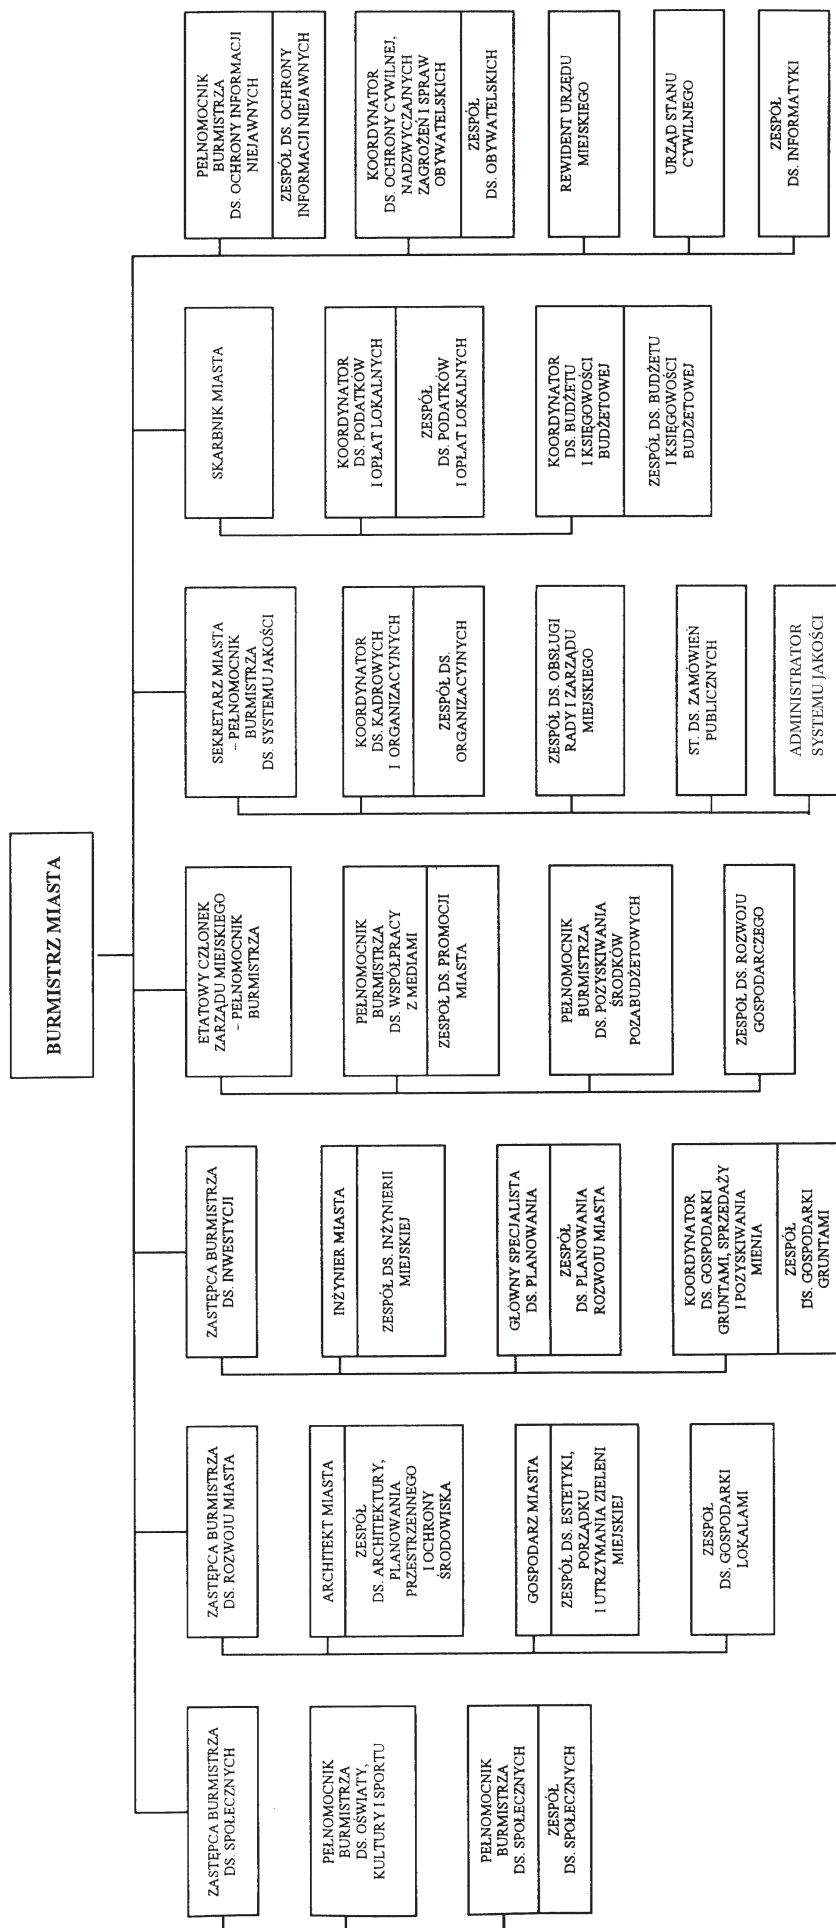 BURMISTRZ MIASTA
ZASTĘPCA BURMISTRZA
DS. SPOŁECZNYCH
PEŁNOMOCNIK
BURMISTRZA
DS. OŚWIATY,
KULTURY I SPORTU
PEŁNOMOCNIK
BURMISTRZA
DS. SPOŁECZNYCH
ZESPÓŁ
DS. SPOŁECZNYCH
ZASTĘPCA BURMISTRZA
DS. ROZWOJU MIASTA
ARCHITEKT MIASTA
ZESPÓŁ
DS. ARCHITEKTURY,
PLANOWANIA
PRZESTRZENNEGO
I OCHRONY
ŚRODOWISKA
GOSPODARZ MIASTA
ZESPÓŁ DS. ESTETYKI,
PORZĄDKU
I UTRZYMANIA ZIELENI
MIEJSKIEJ
ZESPÓŁ
DS. GOSPODARKI
LOKALAMI
ZASTĘPCA BURMISTRZA
DS. INWESTYCJI
INŻYNIER MIASTA
ZESPÓŁ DS. INŻYNIERII
MIEJSKIEJ
GŁÓWNY SPECJALISTA
DS. PLANOWANIA
ZESPÓŁ
DS. PLANOWANIA
ROZWOJU MIASTA
KOORDYNATOR
DS. GOSPODARKI
GRUNTAMI, SPRZEDAŻY
I POZYSKIWANIA
MIENIA
ZESPÓŁ
DS. GOSPODARKI
GRUNTAMI
ETATOWY CZŁONEK
ZARZĄDU MIEJSKIEGO
– PEŁNOMOCNIK
BURMISTRZA
PEŁNOMOCNIK
BURMISTRZA
DS. WSPÓŁPRACY
Z MEDIAMI
ZESPÓŁ DS. PROMOCJI
MIASTA
PEŁNOMOCNIK
BURMISTRZA
DS. POZYSKIWANIA
ŚRODKÓW
POZABUDŻETOWYCH
ZESPÓŁ DS. ROZWOJU
GOSPODARCZEGO
SEKRETARZ MIASTA
– PEŁNOMOCNIK
BURMISTRZA
DS. SYSTEMU JAKOŚCI
KOORDYNATOR
DS. KADROWYCH
I ORGANIZACYJNYCH
ZESPÓŁ DS.
ORGANIZACYJNYCH
ZESPÓŁ DS. OBSŁUGI
RADY I ZARZĄDU
MIEJSKIEGO
ST. DS. ZAMÓWIEŃ
PUBLICZNYCH
ADMINISTRATOR
SYSTEMU JAKOŚCI
SKARBNIK MIASTA
KOORDYNATOR
DS. PODATKÓW
I OPŁAT LOKALNYCH
ZESPÓŁ
DS. PODATKÓW
I OPŁAT LOKALNYCH
KOORDYNATOR
DS. BUDŻETU
I KSIĘGOWOŚCI
BUDŻETOWEJ
ZESPÓŁ DS. BUDŻETU
I KSIĘGOWOŚCI
BUDŻETOWEJ
PEŁNOMOCNIK
BURMISTRZA
DS. OCHRONY INFORMACJI
NIEJAWNYCH
ZESPÓŁ DS. OCHRONY
INFORMACJI NIEJAWNYCH
KOORDYNATOR
DS. OCHRONY CYWILNEJ,
NADZWYCZAJNYCH
ZAGROŻEŃ I SPRAW
OBYWATELSKICH
ZESPÓŁ
DS. OBYWATELSKICH
REWIDENT URZĘDU
MIEJSKIEGO
URZĄD STANU
CYWILNEGO
ZESPÓŁ
DS. INFORMATYKI